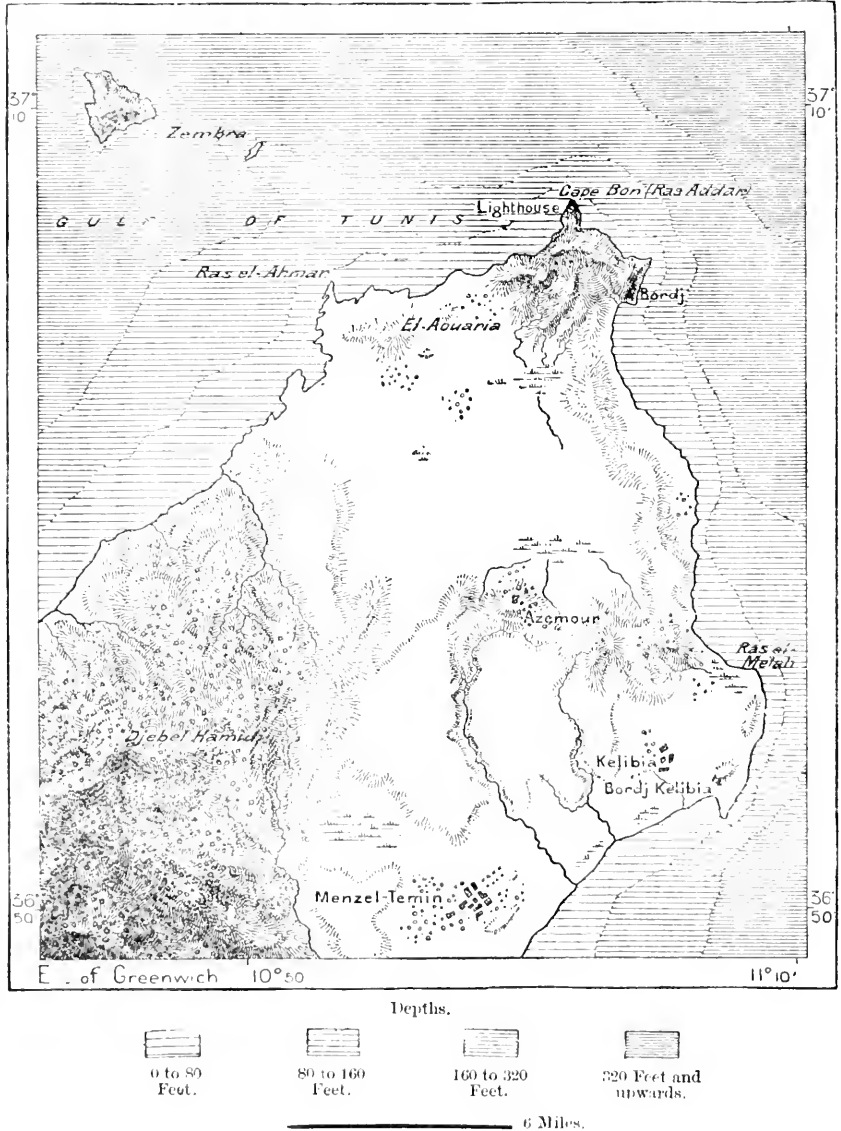 37°
10'
37°
10'
Zembra
Cape Bon (Ras Addar)
Lighthouse
GULF OF TUNIS
Ras el-Ahmar
Bordj
El-Aouaria
Azemour
Ras el-
Melah
Djebel Hamid
Kelibia
Bordj Kelibia
Menzel-Temin
36°
50'
36°
50'
E. of Greenwich 10°50 11°10'
Depths.
0 to 80
Feet.
80 to 160
Feet.
160 to 320
Feet.
320 Feet and
upwards.
6 Miles.